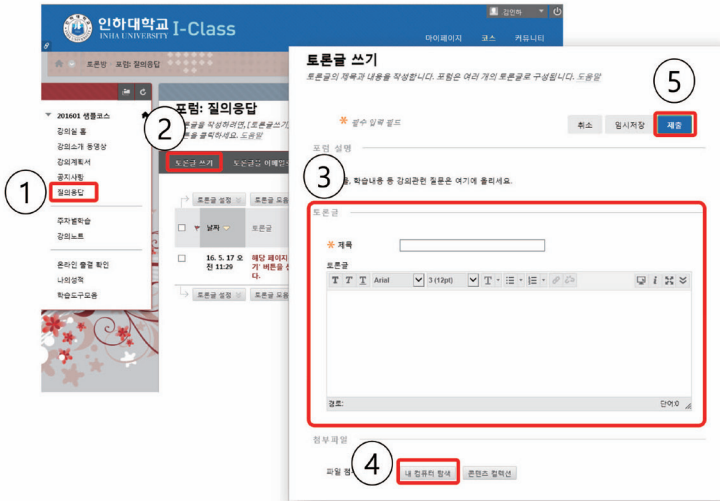 인하대학교
INHA UNIVERSITY
I-Class
김인하
마이페이지 코스 커뮤니티
토론방 포럼: 질의응답
201601 샘플코스
강의실 홈
강의소개 동영상
강의계획서
공지사항
질의응답
주차별학습
강의노트
온라인 출결 확인
나의성적
학습도구모음
1
2
포럼: 질의응답
글을 작성하려면, [토론글쓰기]
튼을 클릭하세요. 도움말
토론글 쓰기
토론글 설정 토론글 모음
날짜 토론글
16. 5. 17 오
전 11:29
해당 페이지
기' 버튼을
다.
토론글 설정 토론글 모음
토론글 쓰기
토론글의 제목과 내용을 작성합니다. 포럼은 여러 개의 토론글로 구성됩니다. 도움말
5
필수 입력 필드
취소 임시저장 제출
포럼 설명
3
학습내용 등 강의관련 질문은 여기에 올리세요.
토론글
제목
토론글
T T T Arial 3 (12pt) T
경로: 단어:0
첨부파일
4
파일 첨
내 컴퓨터 탐색 콘텐츠 컬렉션